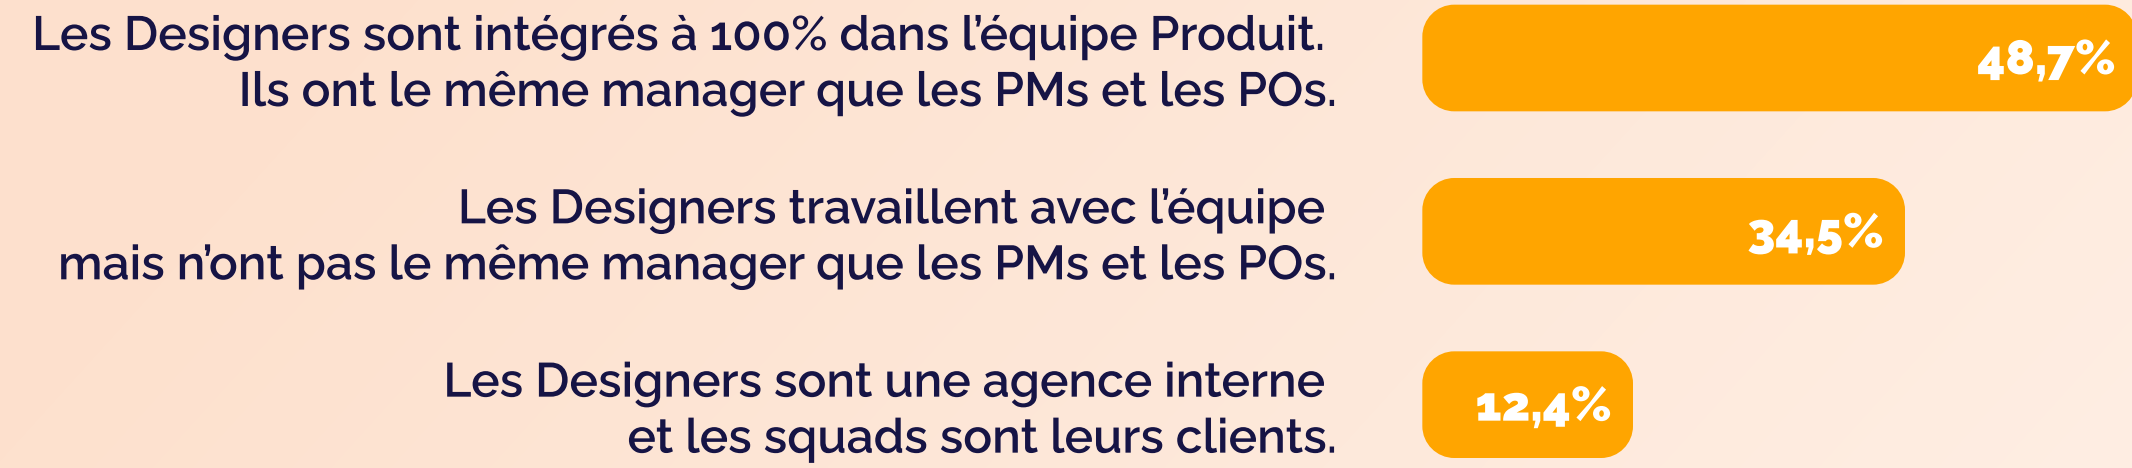 Les Designers sont intégrés à 100% dans l’équipe Produit.
Ils ont le même manager que les PMs et les POs.
48,7%
Les Designers travaillent avec l’équipe
mais n’ont pas le même manager que les PMs et les POs.
34,5%
Les Designers sont une agence interne
et les squads sont leurs clients.
12,4%